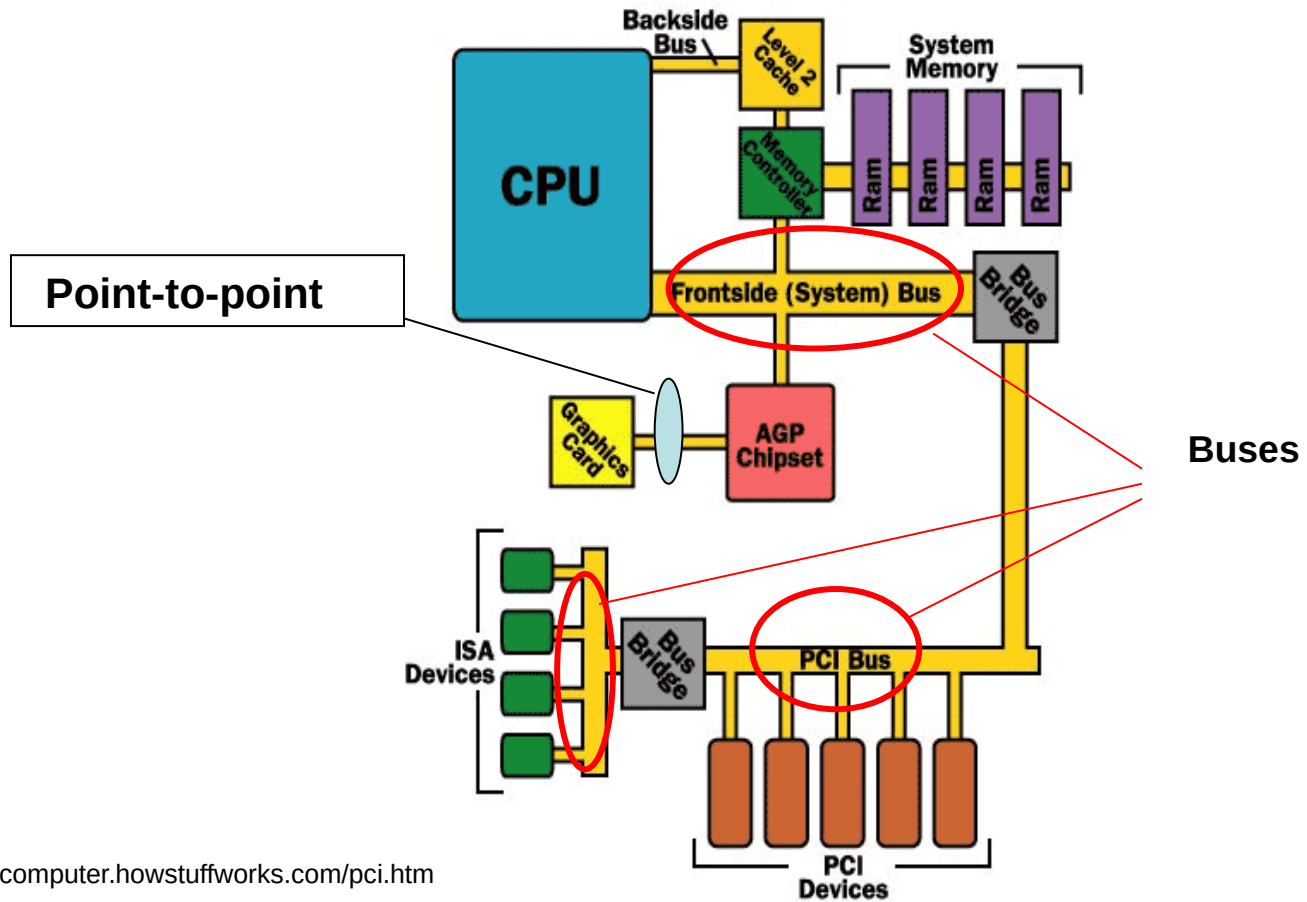 Backside
Bus
Level 2
Cache
System
Memory
CPU
Memory
Controller
Ram
Ram
Ram
Ram
Point-to-point
Frontside (System) Bus
Bus
Bridge
Graphics
Card
AGP
Chipset
Buses
ISA
Devices
Bus
Bridge
PCI Bus
PCI
Devices
computer.howstuffworks.com/pci.htm